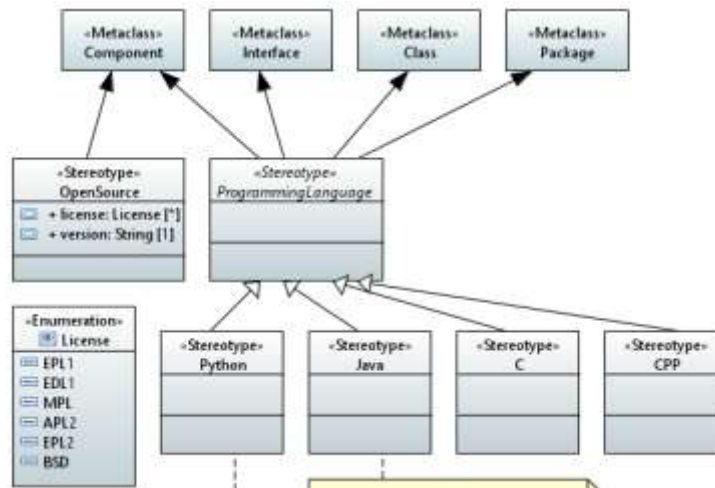 «Metaclass»
Component
«Metaclass»
Interface
«Metaclass»
Class
«Metaclass»
Package
«Stereotype»
OpenSource
+ license: License [*]
+ version: String [1]
«Stereotype»
ProgrammingLanguage
«Enumeration»
License
EPL1
EDL1
MPL
APL2
EPL2
BSD
«Stereotype»
Python
«Stereotype»
Java
«Stereotype»
C
«Stereotype»
CPP